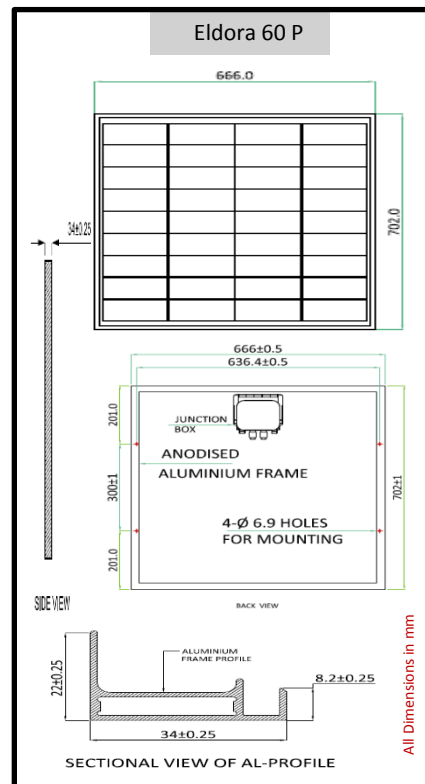 Eldora 60 P
666.0
34±0.25
702.0
666±0.5
636.4±0.5
201.0
JUNCTION
BOX
ANODISED
ALUMINIUM FRAME
300±1
702±1
4-Ø 6.9 HOLES
FOR MOUNTING
201.0
SIDE VIEW
BACK VIEW
ALUMINIUM
FRAME PROFILE
22±0.25
8.2±0.25
34±0.25
SECTIONAL VIEW OF AL-PROFILE
All Dimensions in mm